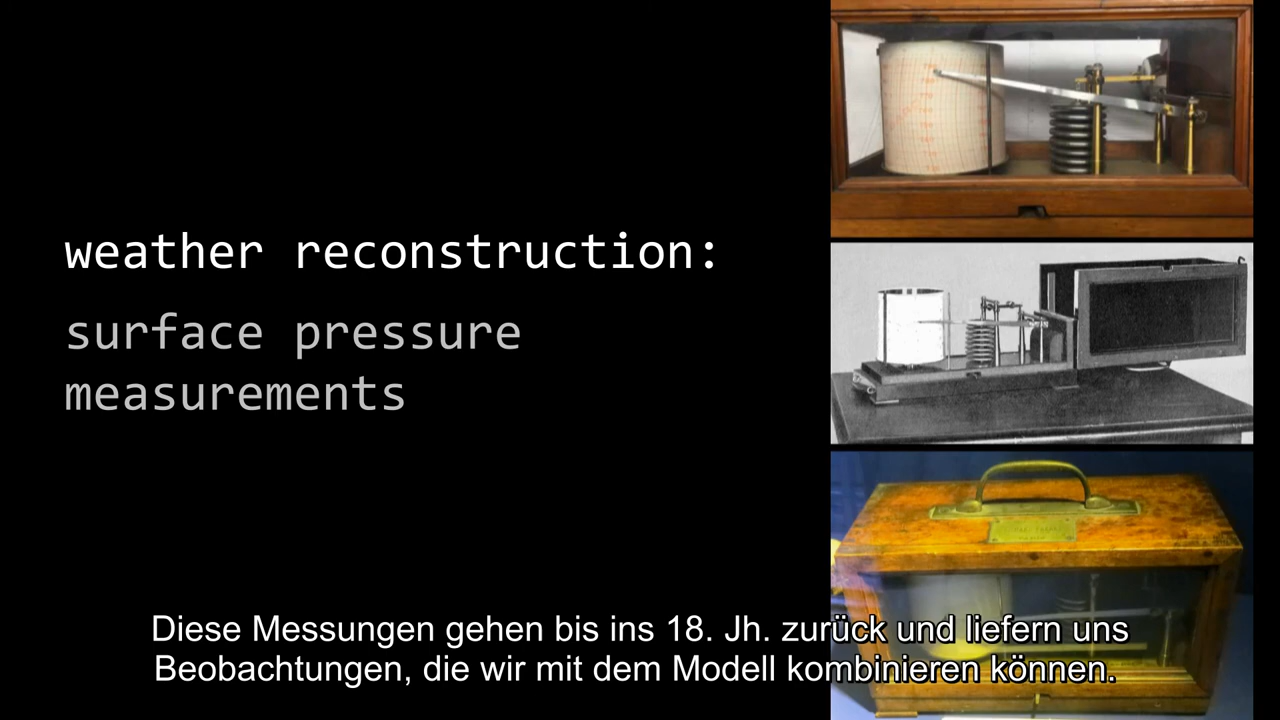 weather reconstruction:
surface pressure
measurements
Diese Messungen gehen bis ins 18. Jh. zurück und liefern uns
Beobachtungen, die wir mit dem Modell kombinieren können.